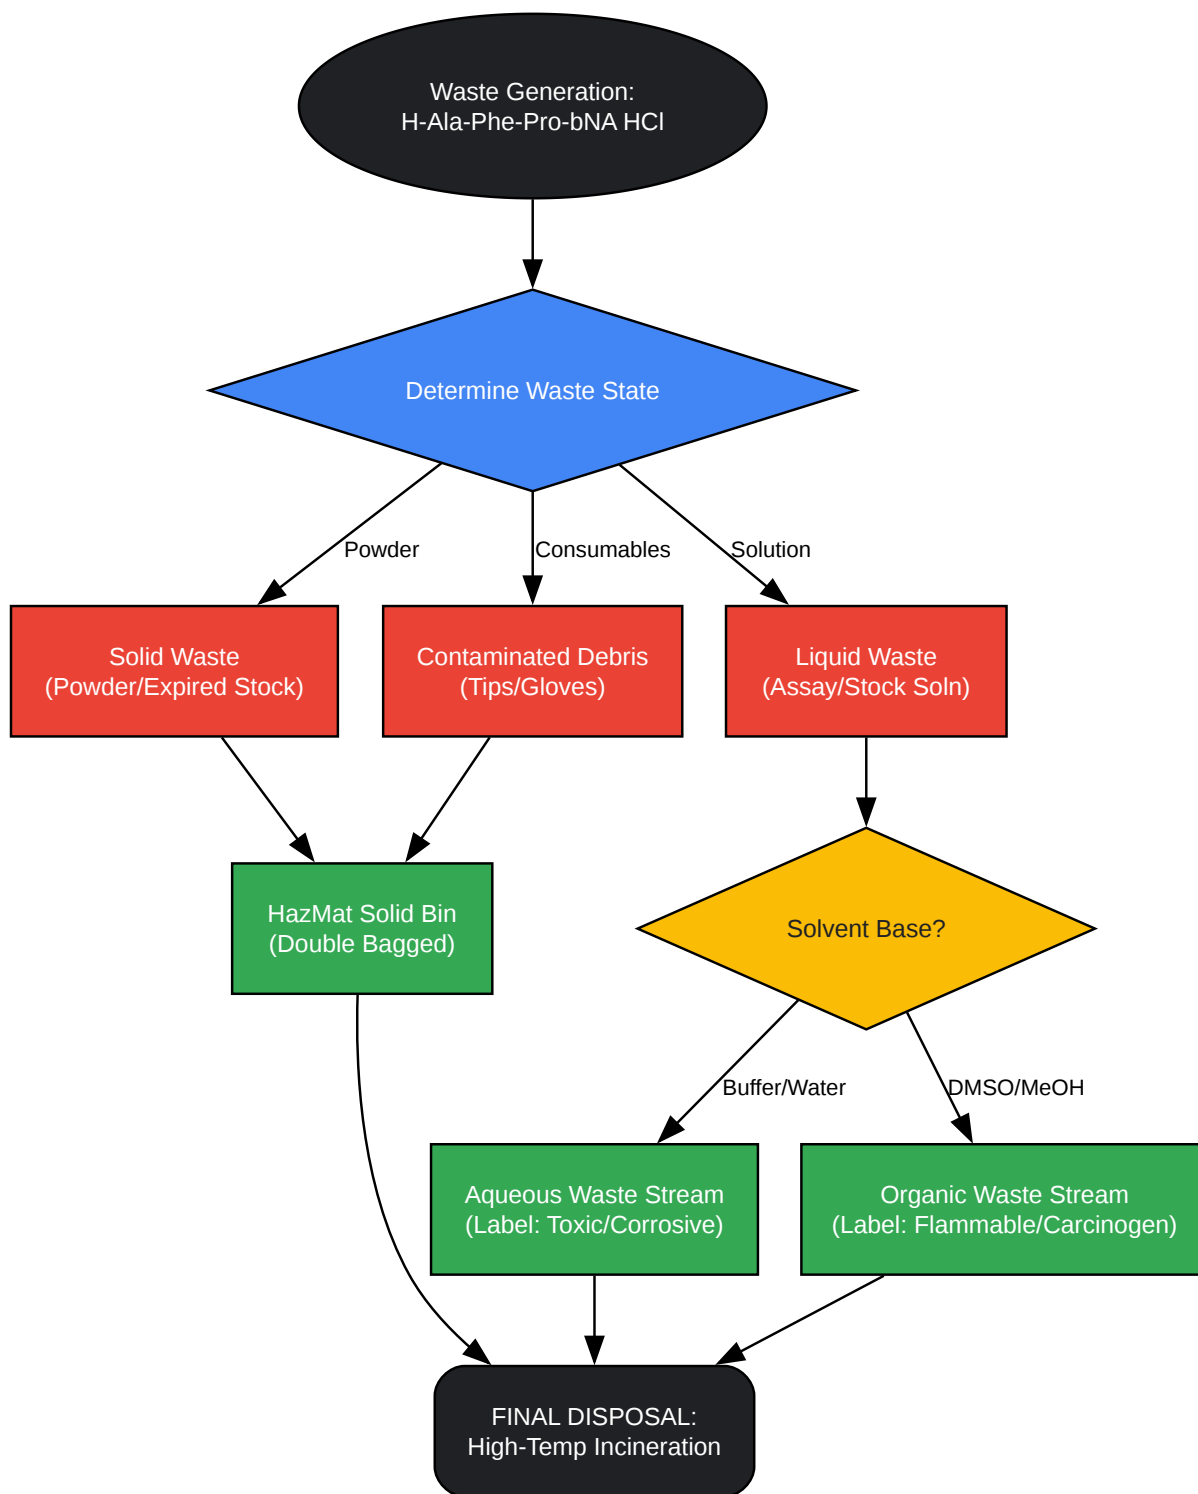 Waste Generation:
H-Ala-Phe-Pro-bNA HCl
Determine Waste State
Powder
Consumables
Solution
Solid Waste
(Powder/Expired Stock)
Contaminated Debris
(Tips/Gloves)
Liquid Waste
(Assay/Stock Soln)
HazMat Solid Bin
(Double Bagged)
Solvent Base?
Buffer/Water
DMSO/MeOH
Aqueous Waste Stream
(Label: Toxic/Corrosive)
Organic Waste Stream
(Label: Flammable/Carcinogen)
FINAL DISPOSAL:
High-Temp Incineration